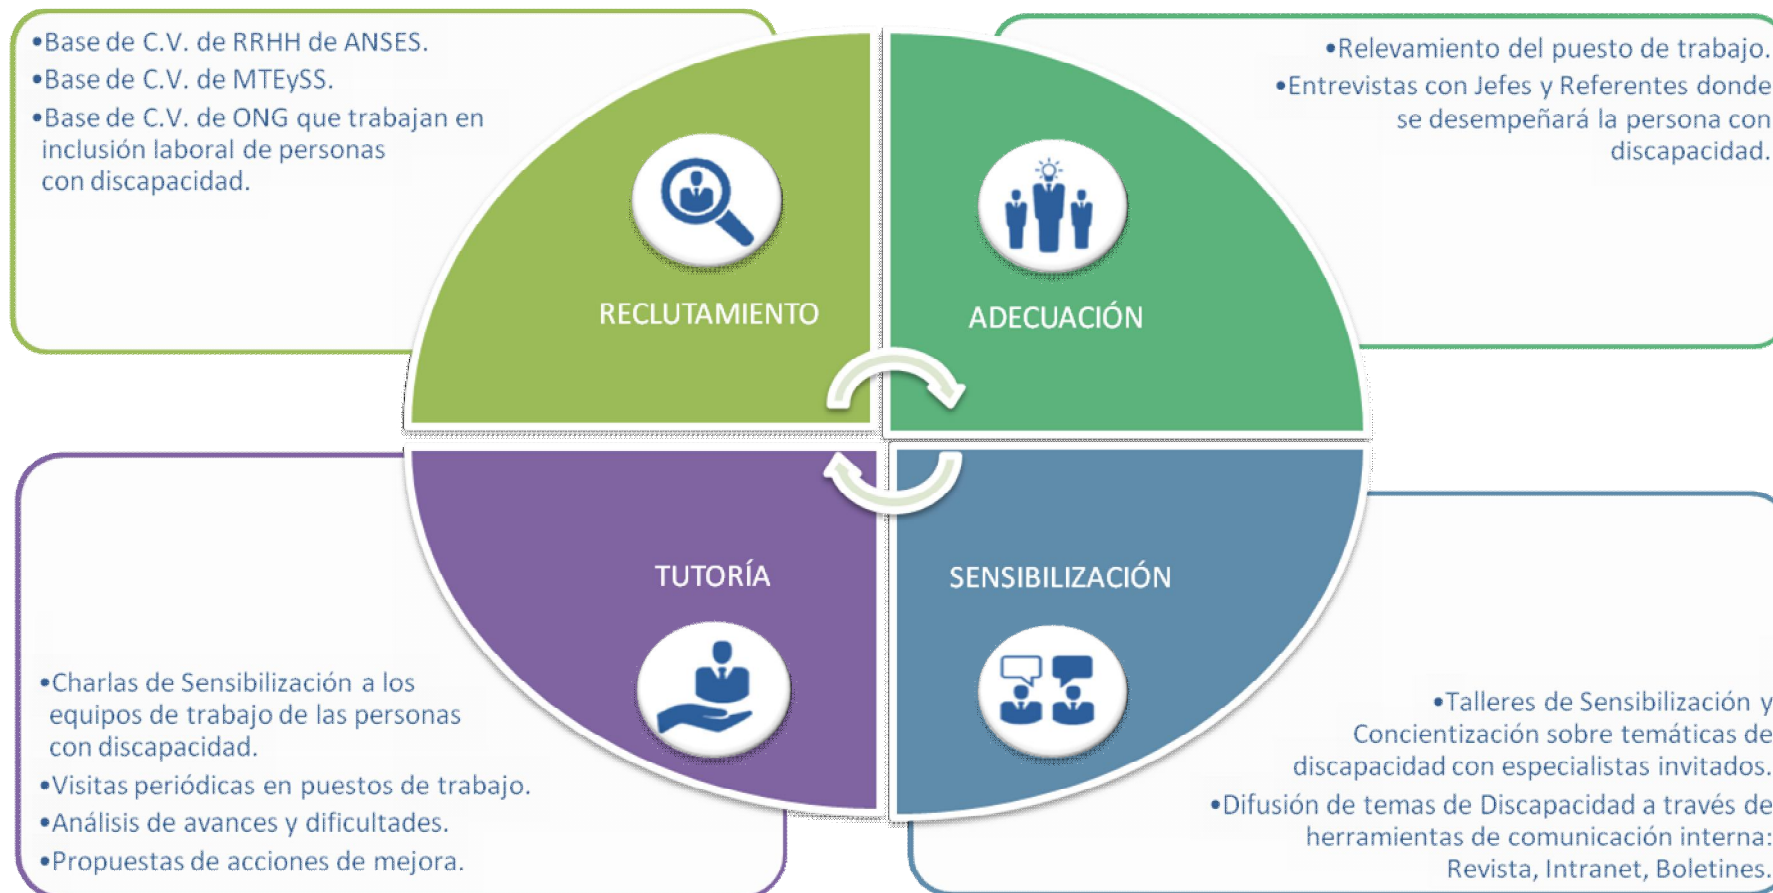 •Base de C.V. de RRHH de ANSES.
•Base de C.V. de MTEySS.
•Base de C.V. de ONG que trabajan en
inclusión laboral de personas
con discapacidad.
RECLUTAMIENTO
•Relevamiento del puesto de trabajo.
•Entrevistas con Jefes y Referentes donde
se desempeñará la persona con
discapacidad.
ADECUACIÓN
TUTORÍA
•Charlas de Sensibilización a los
equipos de trabajo de las personas
con discapacidad.
•Visitas periódicas en puestos de trabajo.
•Análisis de avances y dificultades.
•Propuestas de acciones de mejora.
SENSIBILIZACIÓN
•Talleres de Sensibilización y
Concientización sobre temáticas de
discapacidad con especialistas invitados.
•Difusión de temas de Discapacidad a través de
herramientas de comunicación interna:
Revista, Intranet, Boletines.